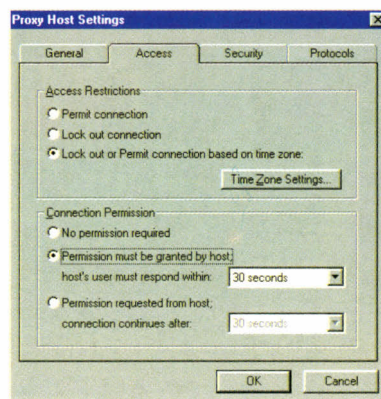 Proxy Host Settings
General Access Security Protocols
Access Restrictions
Permit connection
Lock out connection
Lock out or Permit connection based on time zone:
Time Zone Settings...
Connection Permission
No permission required
Permission must be granted by host;
host's user must respond within: 30 seconds
Permission requested from host;
connection continues after: 30 seconds
OK Cancel